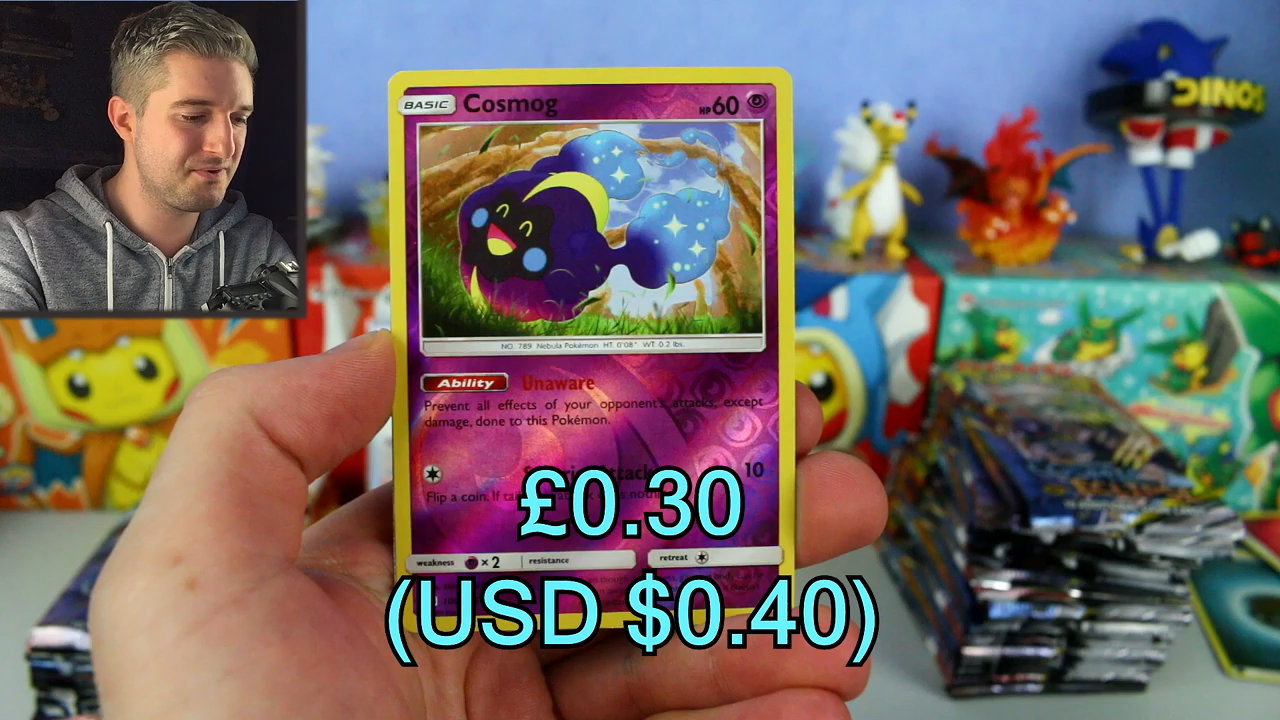 BASIC Cosmog HP 60
DINOS
NO. 789 Nebula Pokémon HT: 0'08" WT: 0.2 lbs.
Ability Unaware
Prevent all effects of your opponent's attacks, except
damage, done to this Pokémon.
10
Flip a coin. If
£0.30
weakness ×2 resistance retreat
(USD $0.40)